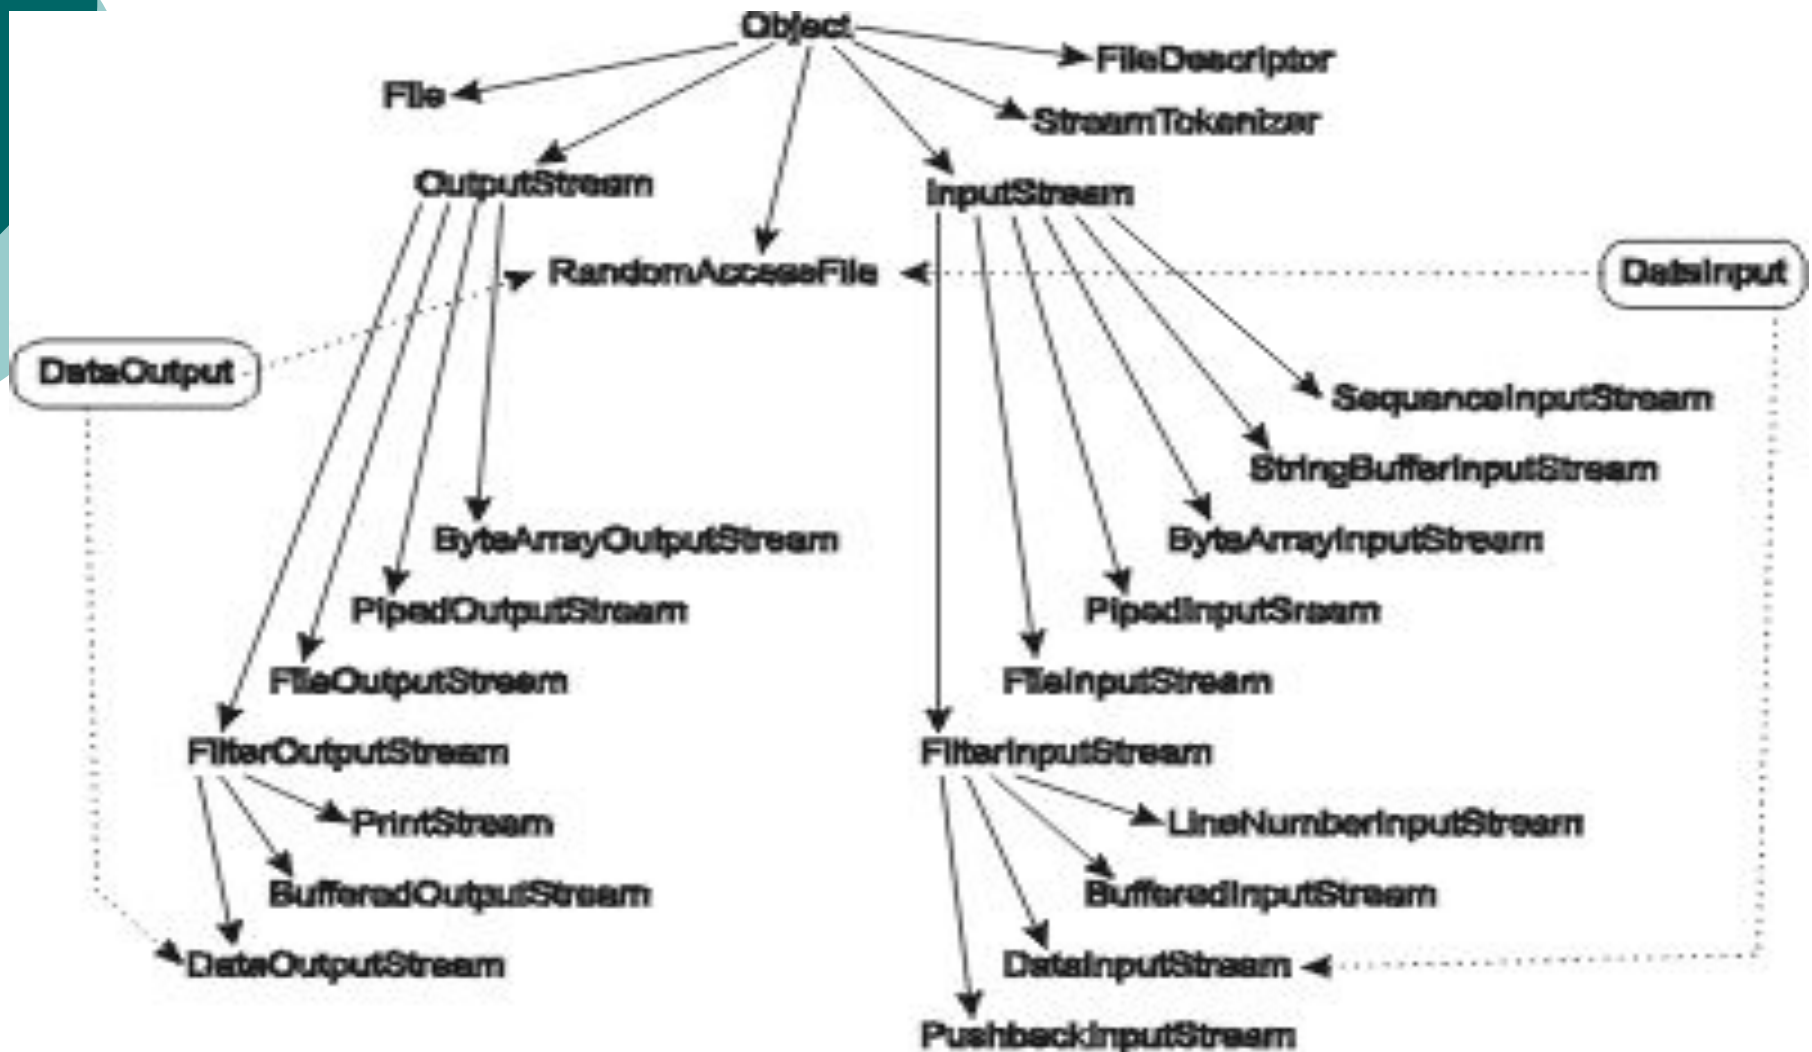 Object
FileDescriptor
File
StreamTokenizer
OutputStream
InputStream
RandomAccessFile
DataInput
DataOutput
SequenceInputStream
StringBufferInputStream
ByteArrayOutputStream
ByteArrayInputStream
PipedOutputStream
PipedInputSraam
FileOutputStream
FileInputStream
FilterOutputStream
FilterInputStream
PrintStream
LineNumberInputStream
BufferedOutputStream
BufferedInputStream
DataOutputStream
DataInputStream
PushbackInputStream